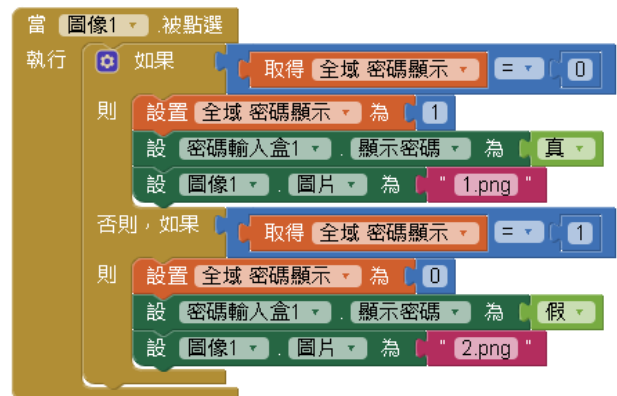 當 圖像1 .被點選
執行 如果 取得 全域 密碼顯示 = 0
則 設置 全域 密碼顯示 為 1
設 密碼輸入盒1 . 顯示密碼 為 真
設 圖像1 . 圖片 為 " 1.png "
否則，如果 取得 全域 密碼顯示 = 1
則 設置 全域 密碼顯示 為 0
設 密碼輸入盒1 . 顯示密碼 為 假
設 圖像1 . 圖片 為 " 2.png "